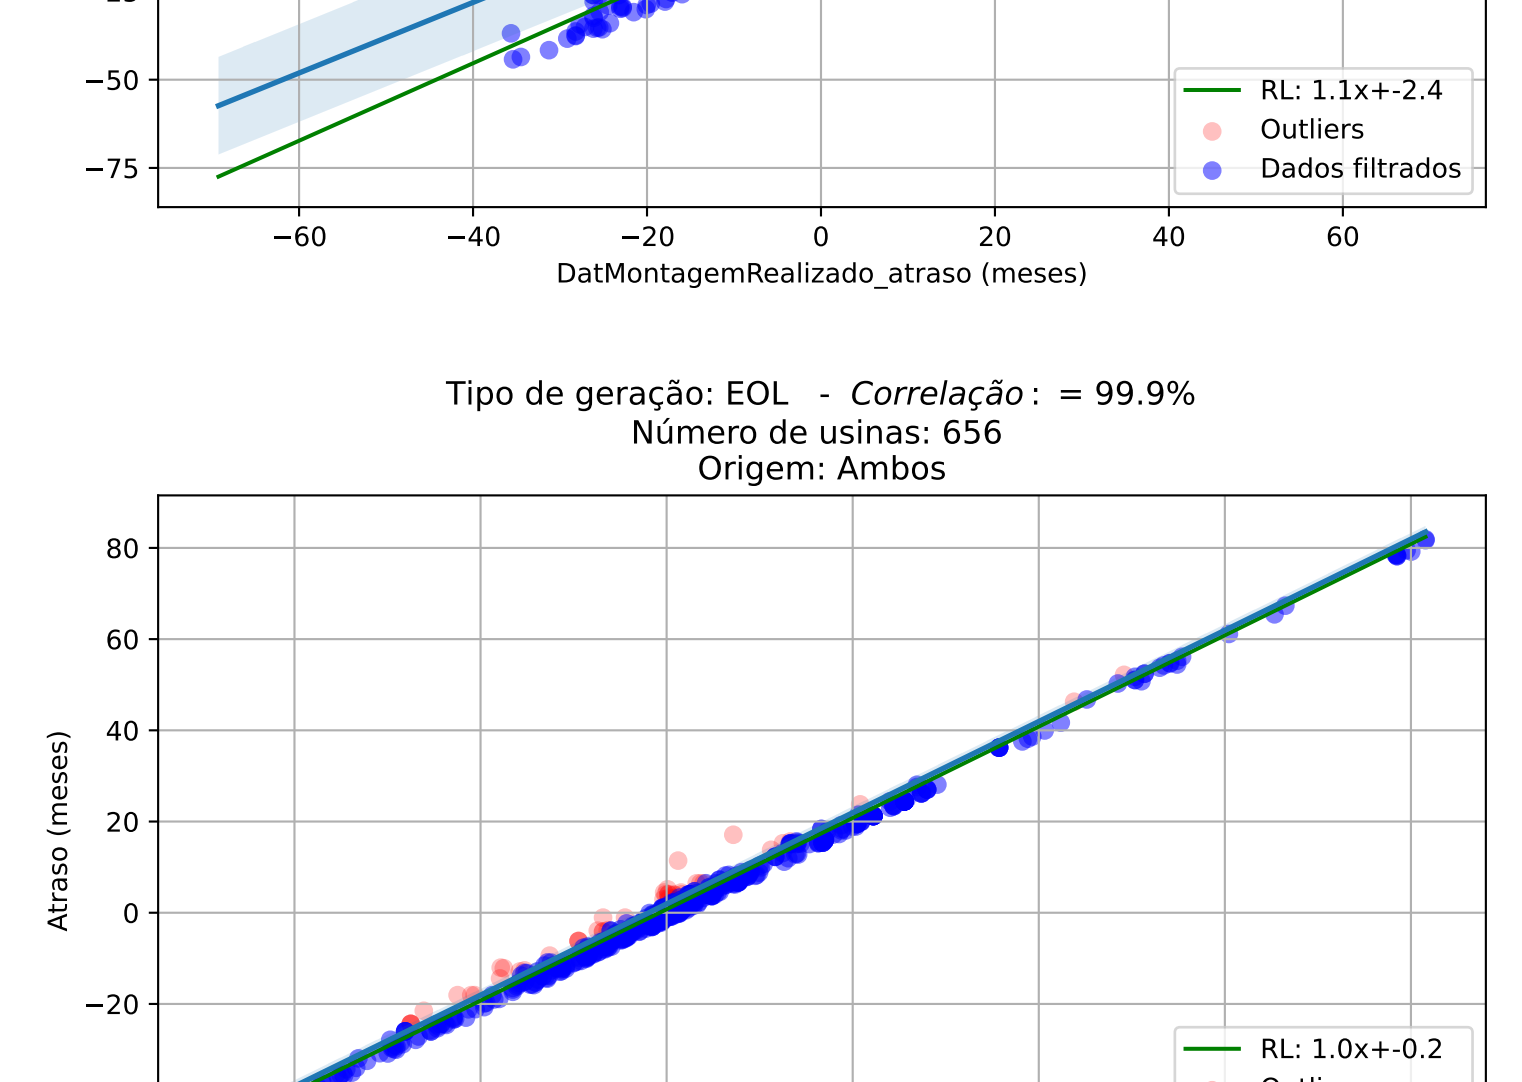 −50
−75
RL: 1.1x+-2.4
Outliers
Dados filtrados
−60 −40 −20 0 20 40 60
DatMontagemRealizado_atraso (meses)
Tipo de geração: EOL - Correlação : = 99.9%
Número de usinas: 656
Origem: Ambos
80
60
40
20
0
−20
Atraso (meses)
RL: 1.0x+-0.2